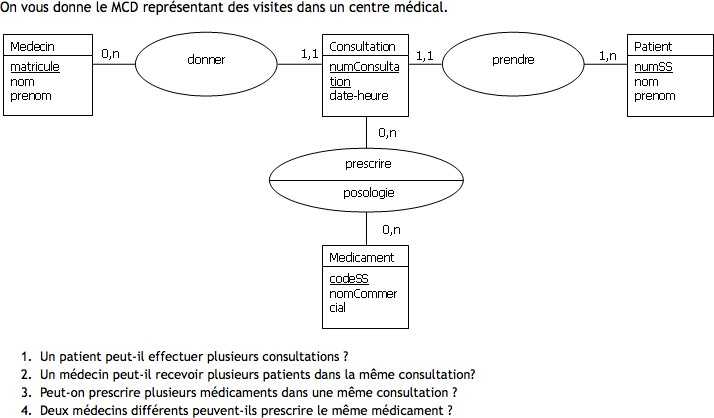 On vous donne le MCD représentant des visites dans un centre médical.
Medecin
matricule
nom
prenom
0,n
donner
1,1
Consultation
numConsulta
tion
date-heure
1,1
prendre
1,n
Patient
numSS
nom
prenom
0,n
prescrire
posologie
0,n
Medicament
codeSS
nomCommer
cial
1. Un patient peut-il effectuer plusieurs consultations ?
2. Un médecin peut-il recevoir plusieurs patients dans la même consultation?
3. Peut-on prescrire plusieurs médicaments dans une même consultation ?
4. Deux médecins différents peuvent-ils prescrire le même médicament ?